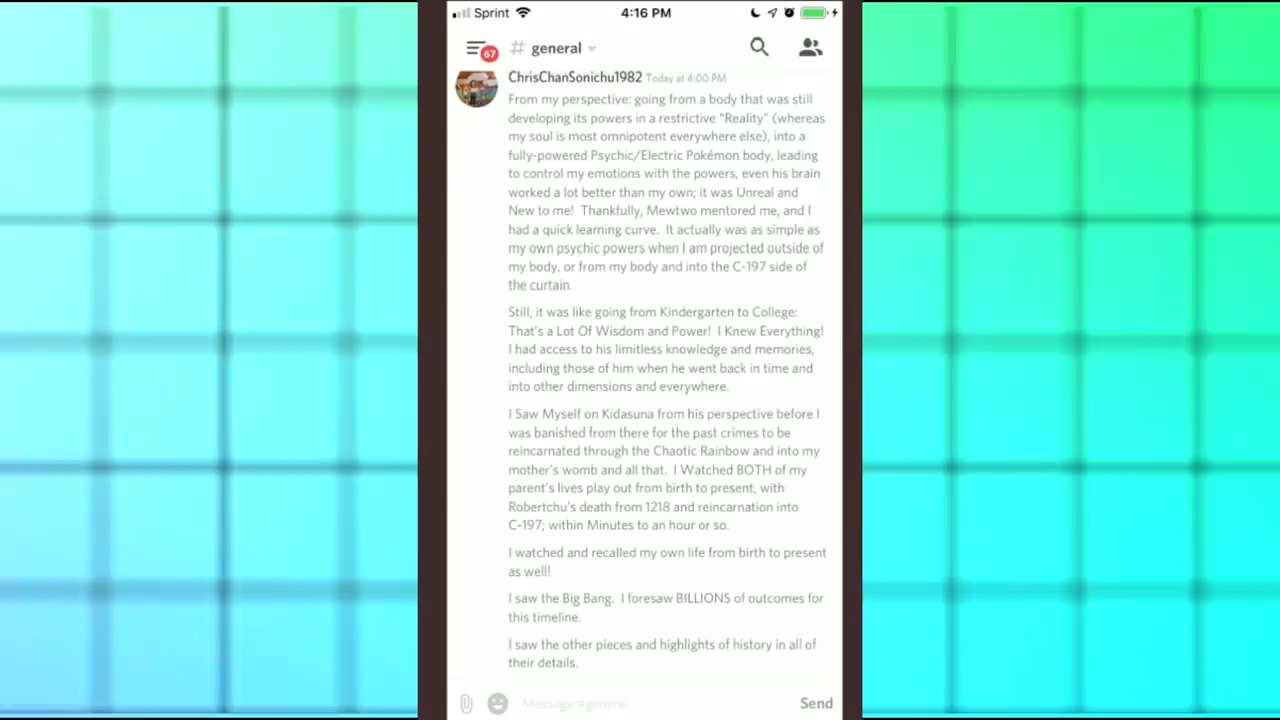 Sprint 4:16 PM
67 # general
ChrisChanSonichu1982 Today at 4:00 PM
From my perspective: going from a body that was still
developing its powers in a restrictive “Reality” (whereas
my soul is most omnipotent everywhere else), into a
fully-powered Psychic/Electric Pokémon body, leading
to control my emotions with the powers, even his brain
worked a lot better than my own; it was Unreal and
New to me! Thankfully, Mewtwo mentored me, and I
had a quick learning curve. It actually was as simple as
my own psychic powers when I am projected outside of
my body, or from my body and into the C-197 side of
the curtain.
Still, it was like going from Kindergarten to College:
That's a Lot Of Wisdom and Power! I Knew Everything!
I had access to his limitless knowledge and memories,
including those of him when he went back in time and
into other dimensions and everywhere.
I Saw Myself on Kidasuna from his perspective before I
was banished from there for the past crimes to be
reincarnated through the Chaotic Rainbow and into my
mother's womb and all that. I Watched BOTH of my
parent's lives play out from birth to present, with
Robertchu's death from 1218 and reincarnation into
C-197; within Minutes to an hour or so.
I watched and recalled my own life from birth to present
as well!
I saw the Big Bang. I foresaw BILLIONS of outcomes for
this timeline.
I saw the other pieces and highlights of history in all of
their details.
Message #general Send